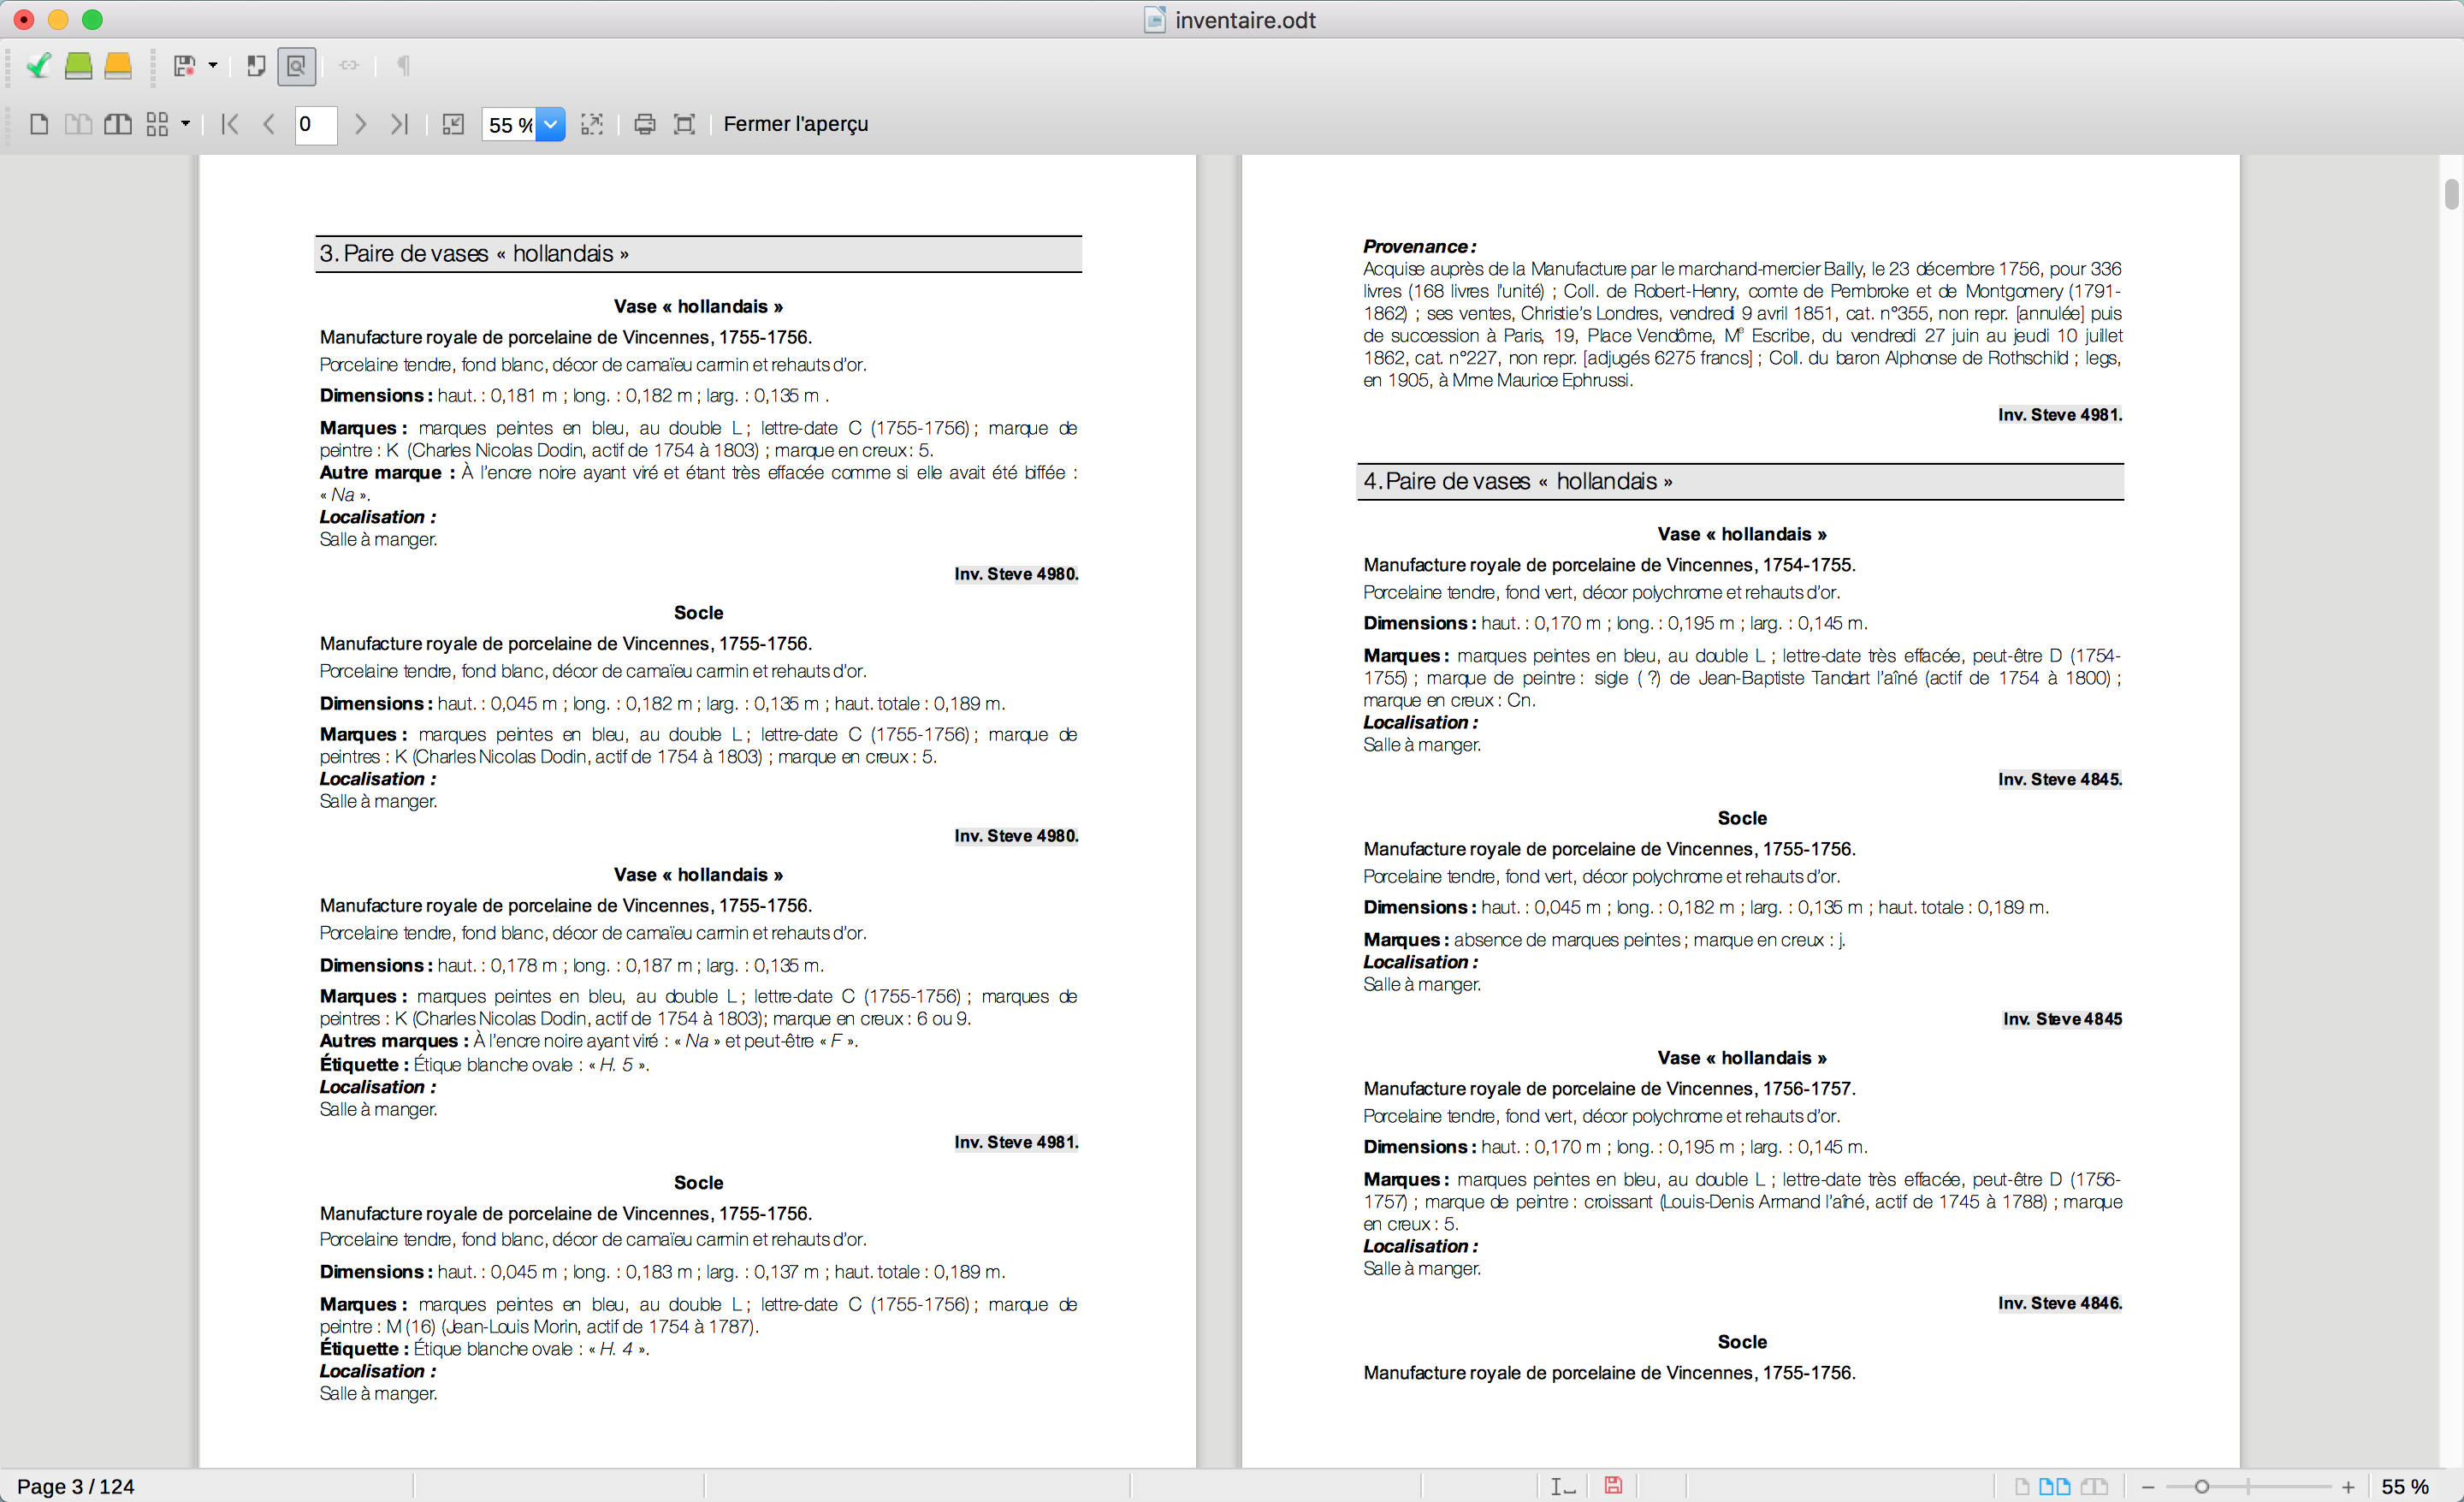 inventaire.odt
0
55 %
Fermer l'aperçu
3. Paire de vases « hollandais »
Vase « hollandais »
Manufacture royale de porcelaine de Vincennes, 1755-1756.
Porcelaine tendre, fond blanc, décor de camaïeu carmin et rehauts d’or.
Dimensions : haut. : 0,181 m ; long. : 0,182 m ; larg. : 0,135 m .
Marques : marques peintes en bleu, au double L ; lettre-date C (1755-1756) ; marque de
peintre : K (Charles Nicolas Dodin, actif de 1754 à 1803) ; marque en creux : 5.
Autre marque : À l’encre noire ayant viré et étant très effacée comme si elle avait été biffée :
« Na ».
Localisation :
Salle à manger.
Inv. Steve 4980.
Socle
Manufacture royale de porcelaine de Vincennes, 1755-1756.
Porcelaine tendre, fond blanc, décor de camaïeu carmin et rehauts d’or.
Dimensions : haut. : 0,045 m ; long. : 0,182 m ; larg. : 0,135 m ; haut. totale : 0,189 m.
Marques : marques peintes en bleu, au double L ; lettre-date C (1755-1756) ; marque de
peintres : K (Charles Nicolas Dodin, actif de 1754 à 1803) ; marque en creux : 5.
Localisation :
Salle à manger.
Inv. Steve 4980.
Vase « hollandais »
Manufacture royale de porcelaine de Vincennes, 1755-1756.
Porcelaine tendre, fond blanc, décor de camaïeu carmin et rehauts d’or.
Dimensions : haut. : 0,178 m ; long. : 0,187 m ; larg. : 0,135 m.
Marques : marques peintes en bleu, au double L ; lettre-date C (1755-1756) ; marques de
peintres : K (Charles Nicolas Dodin, actif de 1754 à 1803); marque en creux : 6 ou 9.
Autres marques : À l’encre noire ayant viré : « Na » et peut-être « F ».
Étiquette : Étique blanche ovale : « H. 5 ».
Localisation :
Salle à manger.
Inv. Steve 4981.
Socle
Manufacture royale de porcelaine de Vincennes, 1755-1756.
Porcelaine tendre, fond blanc, décor de camaïeu carmin et rehauts d’or.
Dimensions : haut. : 0,045 m ; long. : 0,183 m ; larg. : 0,137 m ; haut. totale : 0,189 m.
Marques : marques peintes en bleu, au double L ; lettre-date C (1755-1756) ; marque de
peintre : M (16) (Jean-Louis Morin, actif de 1754 à 1787).
Étiquette : Étique blanche ovale : « H. 4 ».
Localisation :
Salle à manger.
Provenance :
Acquise auprès de la Manufacture par le marchand-mercier Bailly, le 23 décembre 1756, pour 336
livres (168 livres l’unité) ; Coll. de Robert-Henry, comte de Pembroke et de Montgomery (1791-
1862) ; ses ventes, Christie’s Londres, vendredi 9 avril 1851, cat. n°355, non repr. [annulée] puis
de succession à Paris, 19, Place Vendôme, Me Escribe, du vendredi 27 juin au jeudi 10 juillet
1862, cat. n°227, non repr. [adjugés 6275 francs] ; Coll. du baron Alphonse de Rothschild ; legs,
en 1905, à Mme Maurice Ephrussi.
Inv. Steve 4981.
4. Paire de vases « hollandais »
Vase « hollandais »
Manufacture royale de porcelaine de Vincennes, 1754-1755.
Porcelaine tendre, fond vert, décor polychrome et rehauts d’or.
Dimensions : haut. : 0,170 m ; long. : 0,195 m ; larg. : 0,145 m.
Marques : marques peintes en bleu, au double L ; lettre-date très effacée, peut-être D (1754-
1755) ; marque de peintre : sigle ( ?) de Jean-Baptiste Tandart l’aîné (actif de 1754 à 1800) ;
marque en creux : Cn.
Localisation :
Salle à manger.
Inv. Steve 4845.
Socle
Manufacture royale de porcelaine de Vincennes, 1755-1756.
Porcelaine tendre, fond vert, décor polychrome et rehauts d’or.
Dimensions : haut. : 0,045 m ; long. : 0,182 m ; larg. : 0,135 m ; haut. totale : 0,189 m.
Marques : absence de marques peintes ; marque en creux : j.
Localisation :
Salle à manger.
Inv. Steve 4845
Vase « hollandais »
Manufacture royale de porcelaine de Vincennes, 1756-1757.
Porcelaine tendre, fond vert, décor polychrome et rehauts d’or.
Dimensions : haut. : 0,170 m ; long. : 0,195 m ; larg. : 0,145 m.
Marques : marques peintes en bleu, au double L ; lettre-date très effacée, peut-être D (1756-
1757) ; marque de peintre : croissant (Louis-Denis Armand l’aîné, actif de 1745 à 1788) ; marque
en creux : 5.
Localisation :
Salle à manger.
Inv. Steve 4846.
Socle
Manufacture royale de porcelaine de Vincennes, 1755-1756.
Page 3 / 124
55 %